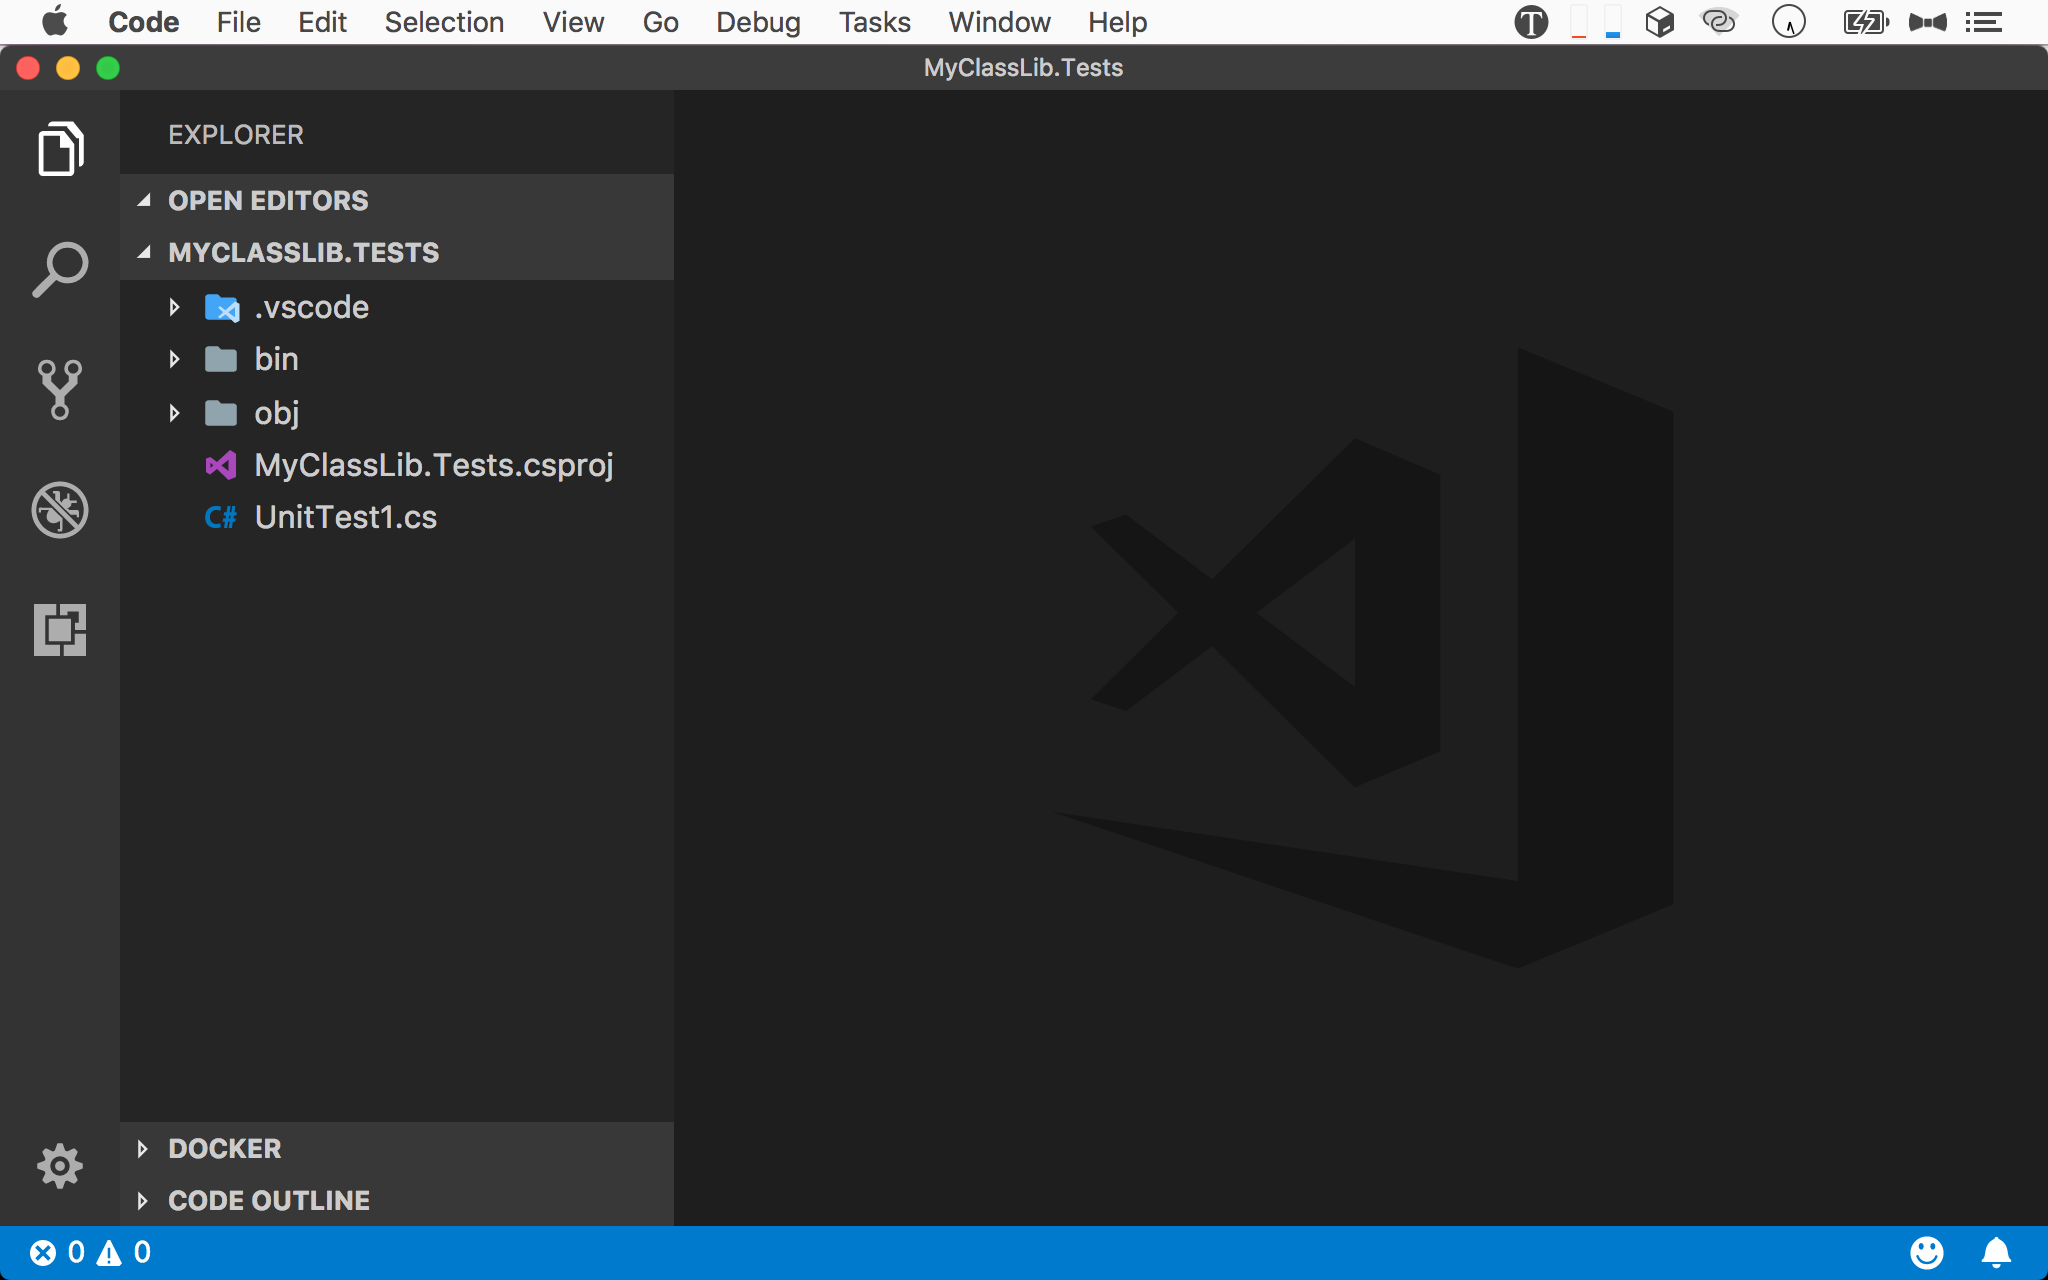 Code File Edit Selection View Go Debug Tasks Window Help
MyClassLib.Tests
EXPLORER
OPEN EDITORS
MYCLASSLIB.TESTS
.vscode
bin
obj
MyClassLib.Tests.csproj
C# UnitTest1.cs
DOCKER
CODE OUTLINE
0 0